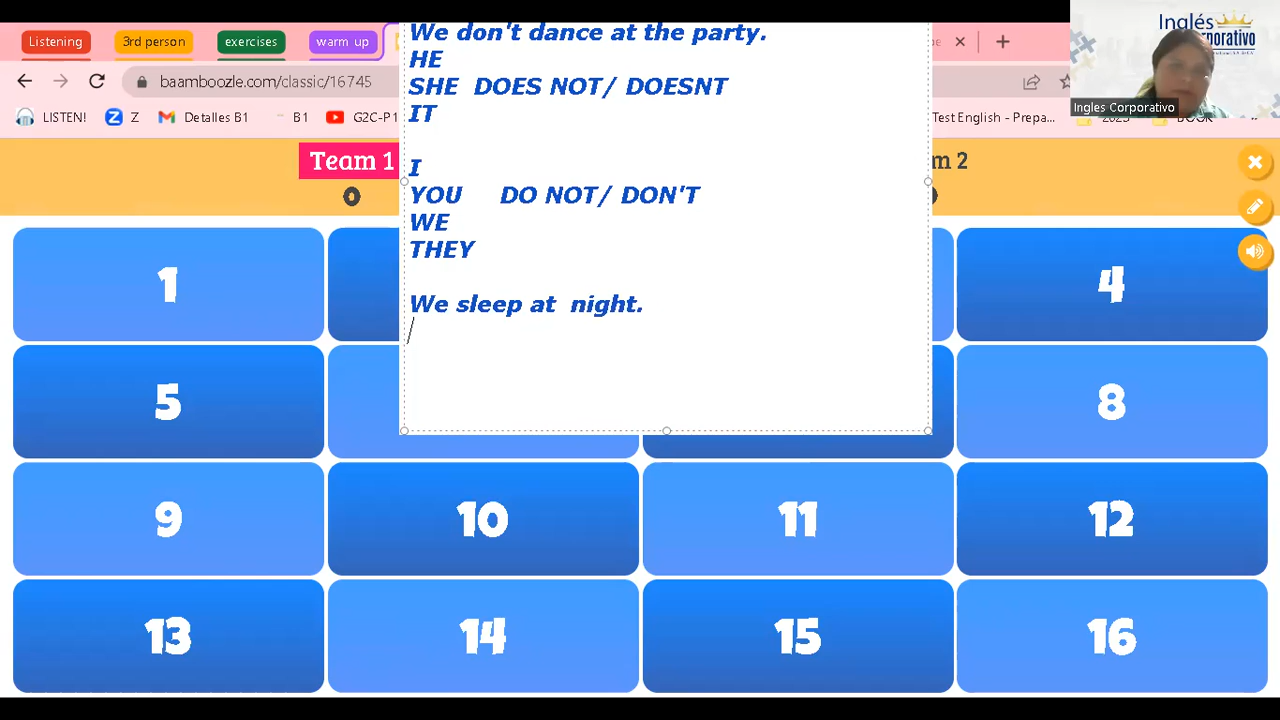 We don't dance at the party.
HE
SHE DOES NOT/ DOESNT
IT
I
YOU DO NOT/ DON'T
WE
THEY
We sleep at night.
Listening
3rd person
exercises
warm up
baamboozle.com/classic/16745
LISTEN!
Z
Detalles B1
B1
G2C-P1
Test English - Prepa...
2023
BOOK
»
Inglés
Corporativo
Ingles Corporativo
Team 1
0
m 2
1
4
5
8
9
10
11
12
13
14
15
16